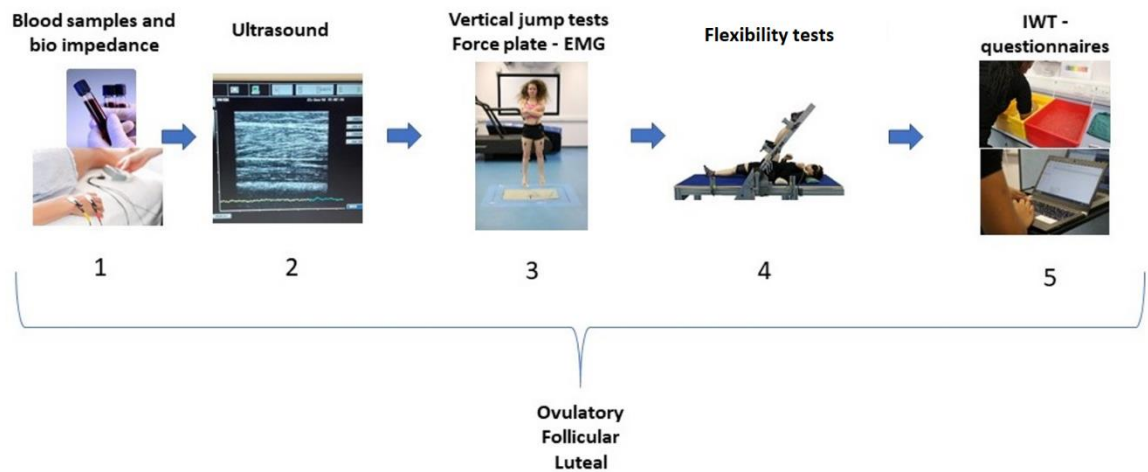 Blood samples and
bio impedance
Ultrasound
Vertical jump tests
Force plate - EMG
Flexibility tests
IWT -
questionnaires
1
2
3
4
5
Ovulatory
Follicular
Luteal